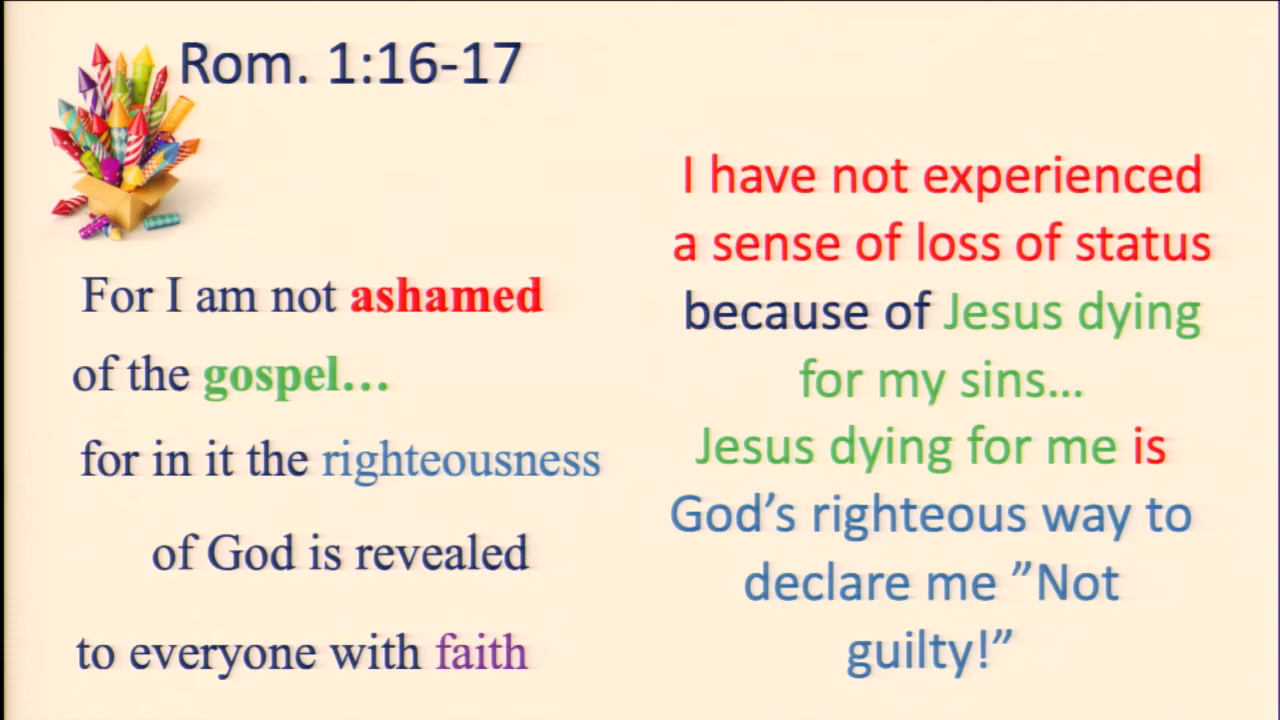 Rom. 1:16-17
For I am not ashamed
of the gospel...
for in it the righteousness
of God is revealed
to everyone with faith
I have not experienced
a sense of loss of status
because of Jesus dying
for my sins...
Jesus dying for me is
God’s righteous way to
declare me ”Not
guilty!”